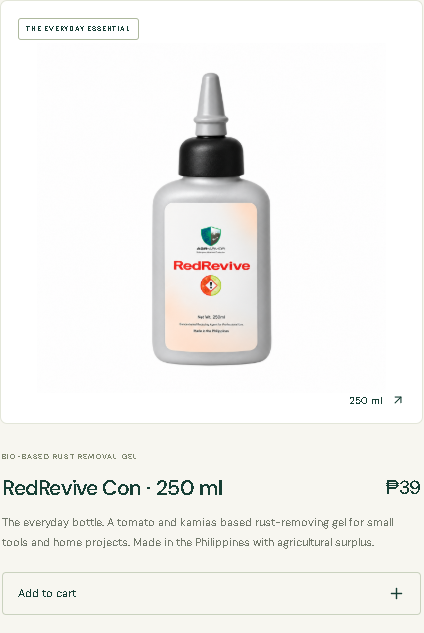 THE EVERYDAY ESSENTIAL
RedRevive
Net Wt. 250ml
Made in the Philippines
250 ml
BIO-BASED RUST REMOVAL GEL
RedRevive Con · 250 ml
₱39
The everyday bottle. A tomato and kamias based rust-removing gel for small
tools and home projects. Made in the Philippines with agricultural surplus.
Add to cart